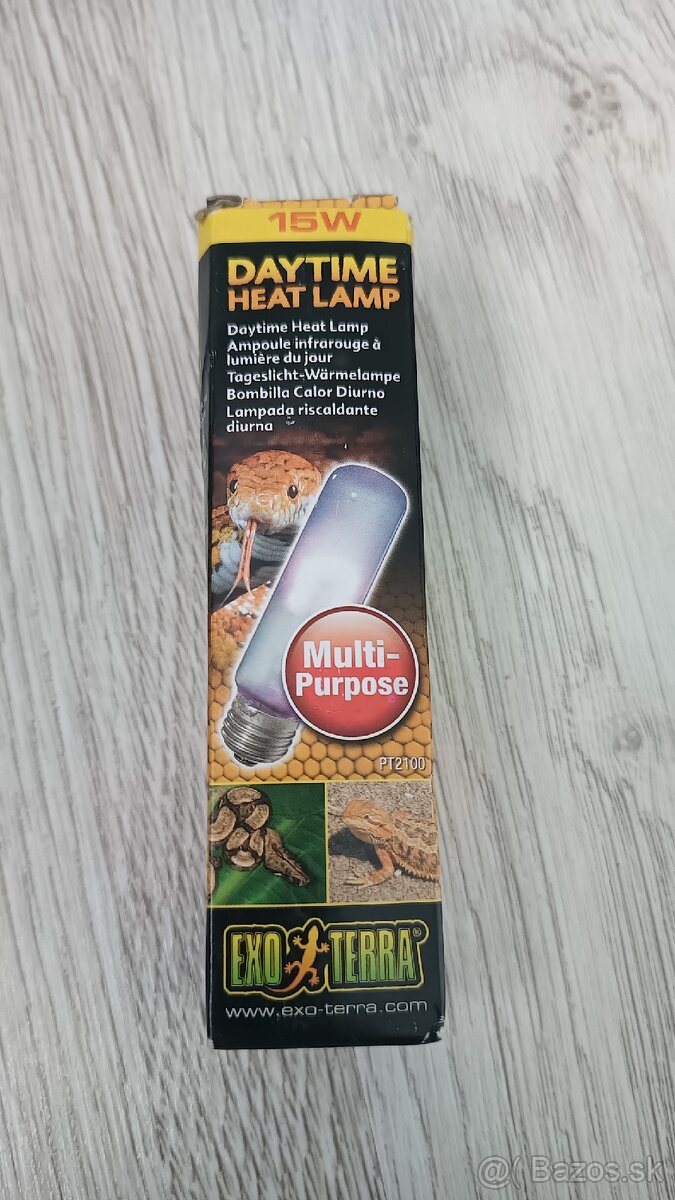 15W
DAYTIME
HEAT LAMP
Daytime Heat Lamp
Ampoule infrarouge à
lumière du jour
Tageslicht-Wärmelampe
Bombilla Calor Diurno
Lampada riscaldante
diurna
Multi-
Purpose
PT2100
EXO TERRA®
www.exo-terra.com
@( Bazos.sk